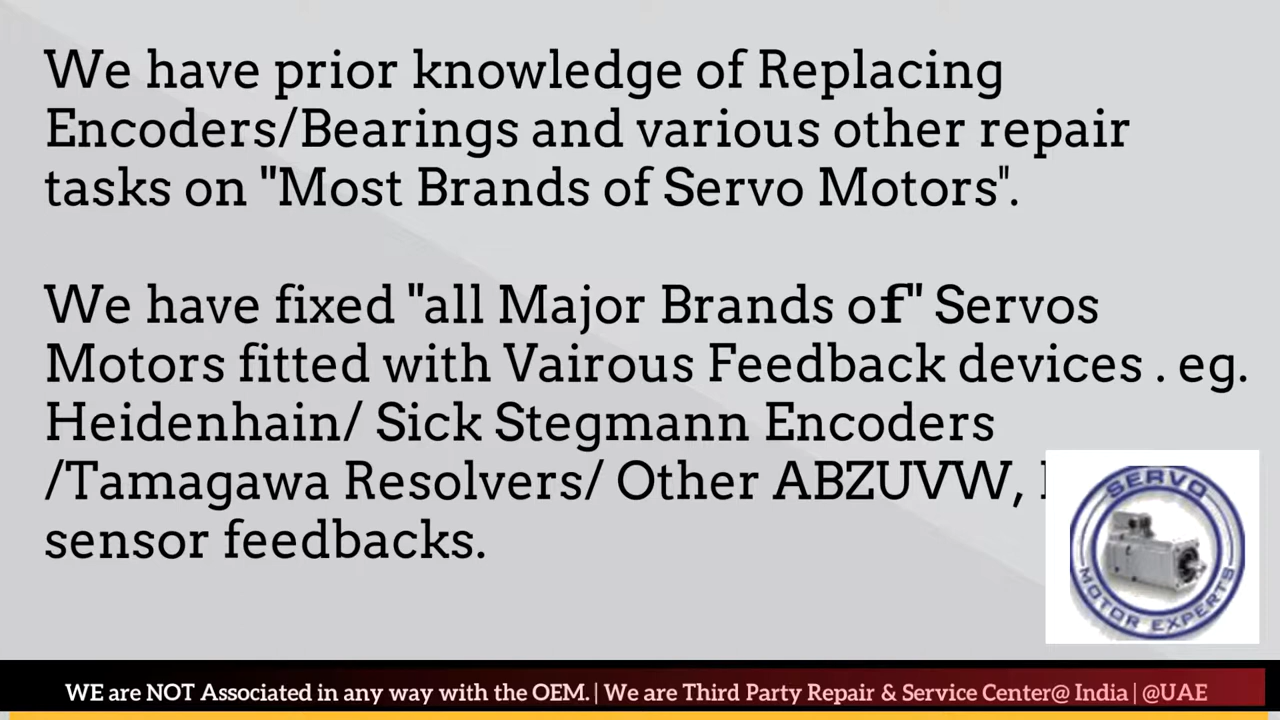 We have prior knowledge of Replacing
Encoders/Bearings and various other repair
tasks on "Most Brands of Servo Motors".
We have fixed "all Major Brands of" Servos
Motors fitted with Vairous Feedback devices . eg.
Heidenhain/ Sick Stegmann Encoders
/Tamagawa Resolvers/ Other ABZUVW,
sensor feedbacks.
SERVO
MOTOR EXPERTS
WE are NOT Associated in any way with the OEM. | We are Third Party Repair & Service Center@ India | @UAE